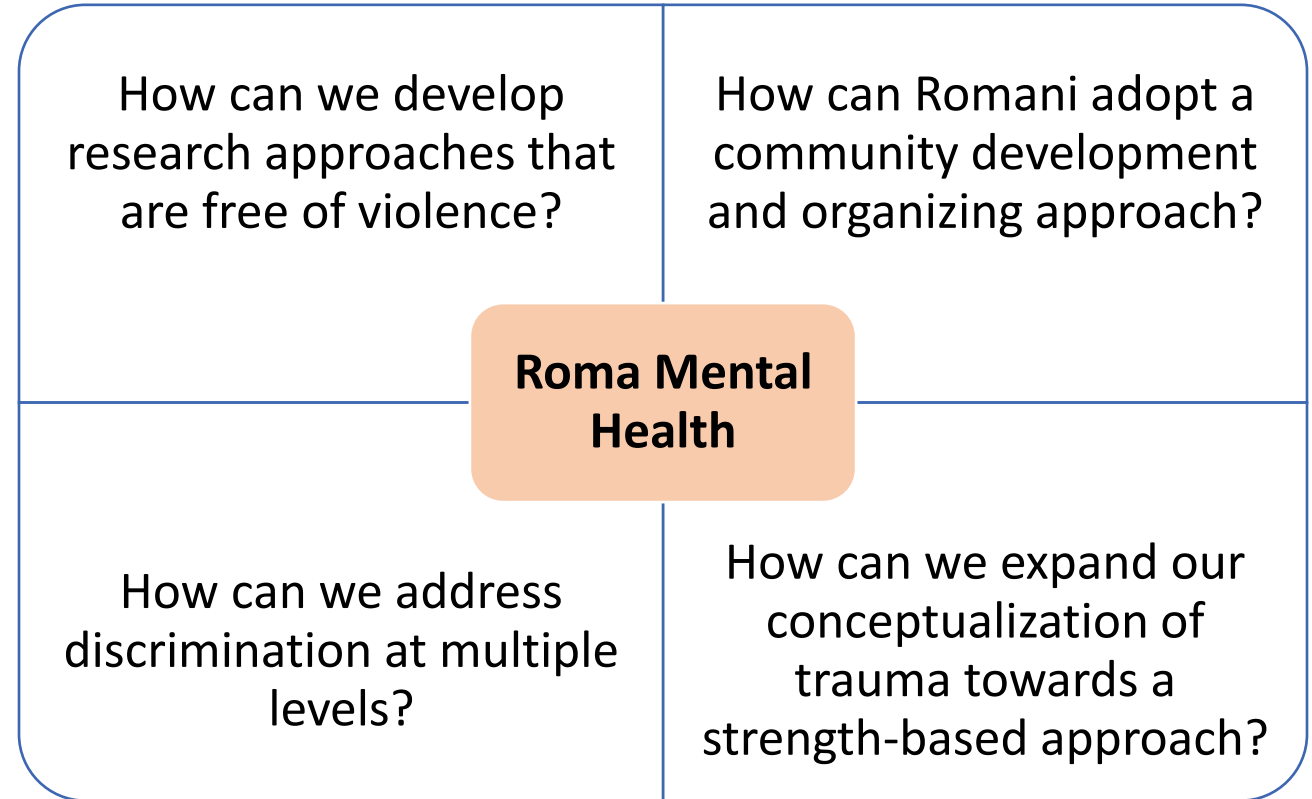 How can we develop
research approaches that
are free of violence?
How can Romani adopt a
community development
and organizing approach?
Roma Mental
Health
How can we address
discrimination at multiple
levels?
How can we expand our
conceptualization of
trauma towards a
strength-based approach?